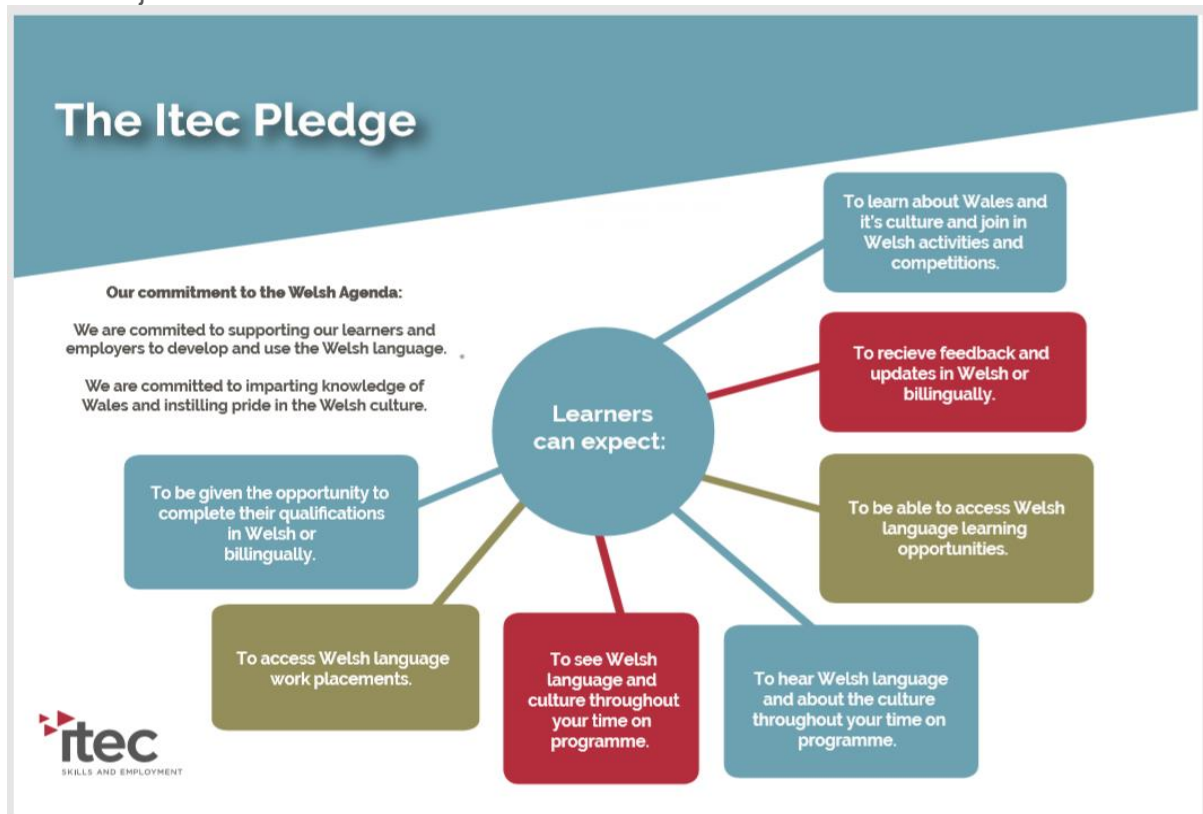 The Itec Pledge
Our commitment to the Welsh Agenda:
We are commited to supporting our learners and
employers to develop and use the Welsh language.
We are committed to imparting knowledge of
Wales and instilling pride in the Welsh culture.
Learners
can expect:
To learn about Wales and
it's culture and join in
Welsh activities and
competitions.
To recieve feedback and
updates in Welsh or
billingually.
To be able to access Welsh
language learning
opportunities.
To hear Welsh language
and about the culture
throughout your time on
programme.
To see Welsh
language and
culture throughout
your time on
programme.
To access Welsh language
work placements.
To be given the opportunity to
complete their qualifications
in Welsh or
billingually.
itec
SKILLS AND EMPLOYMENT